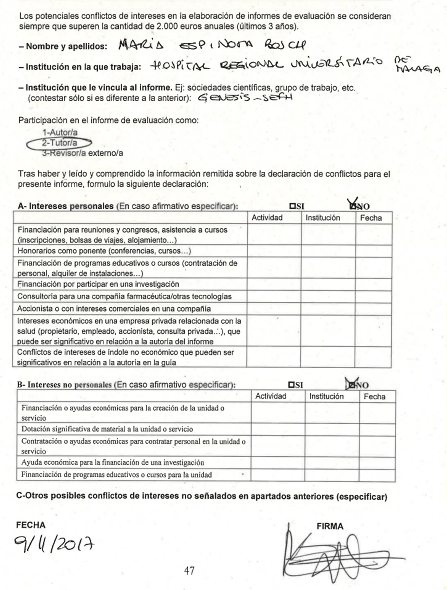 Los potenciales conflictos de intereses en la elaboración de informes de evaluación se consideran
siempre que superen la cantidad de 2.000 euros anuales (últimos 3 años).
– Nombre y apellidos: MARIA ESPINOSA BOSCH
– Institución en la que trabaja: HOSPITAL REGIONAL UNIVERSITARIO DE MALAGA
– Institución que le vincula al informe. Ej: sociedades científicas, grupo de trabajo, etc.
(contestar sólo si es diferente a la anterior): GENESIS-SEFH
Participación en el informe de evaluación como:
1-Autor/a
2-Tutor/a
3-Revisor/a externo/a
Tras haber y leído y comprendido la información remitida sobre la declaración de conflictos para el
presente informe, formulo la siguiente declaración:
A- Intereses personales (En caso afirmativo especificar): SI NO
Actividad Institución Fecha
Financiación para reuniones y congresos, asistencia a cursos
(inscripciones, bolsas de viajes, alojamiento…)
Honorarios como ponente (conferencias, cursos…)
Financiación de programas educativos o cursos (contratación de
personal, alquiler de instalaciones…)
Financiación por participar en una investigación
Consultoría para una compañía farmacéutica/otras tecnologías
Accionista o con intereses comerciales en una compañía
Intereses económicos en una empresa privada relacionada con la
salud (propietario, empleado, accionista, consulta privada…), que
puede ser significativo en relación a la autoría del informe
Conflictos de intereses de índole no económico que pueden ser
significativos en relación a la autoría en la guía
B- Intereses no personales (En caso afirmativo especificar): SI NO
Actividad Institución Fecha
Financiación o ayudas económicas para la creación de la unidad o
servicio
Dotación significativa de material a la unidad o servicio
Contratación o ayudas económicas para contratar personal en la unidad o
servicio
Ayuda económica para la financiación de una investigación
Financiación de programas educativos o cursos para la unidad
C-Otros posibles conflictos de intereses no señalados en apartados anteriores (especificar)
FECHA FIRMA
9/11/2017
47